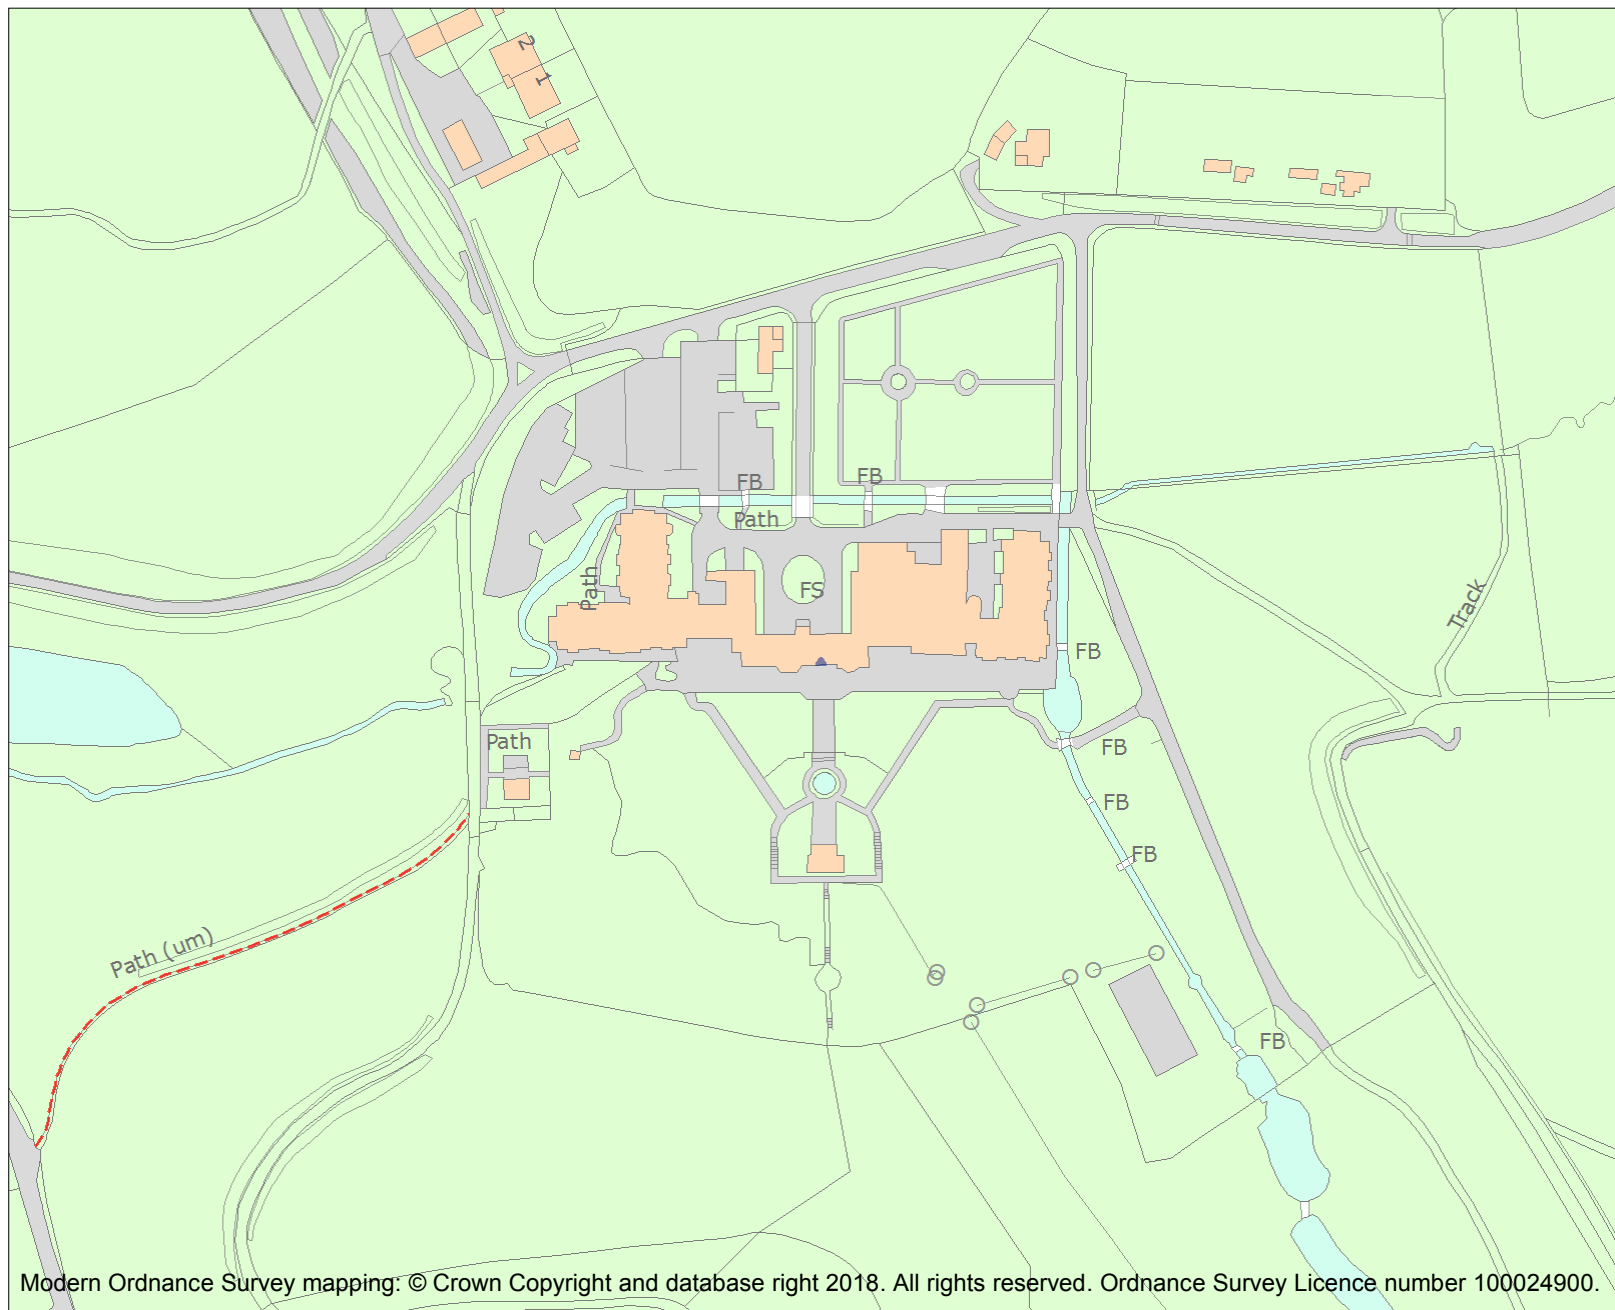 2
1
FB
FB
Path
Path
FS
Track
FB
Path
FB
FB
FB
Path (um)
FB
Modern Ordnance Survey mapping: © Crown Copyright and database right 2018. All rights reserved. Ordnance Survey Licence number 100024900.